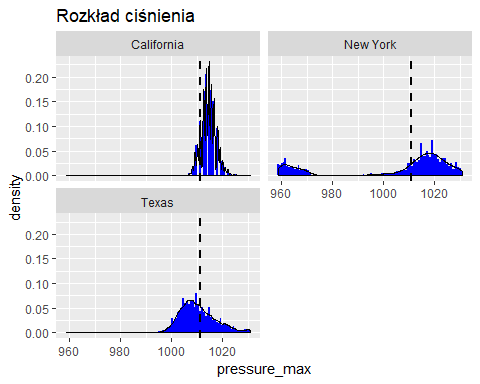 Rozkład ciśnienia
California
New York
0.20
0.15
0.10
0.05
0.00
960 980 1000 1020
Texas
0.20
0.15
0.10
0.05
0.00
960 980 1000 1020
density
pressure_max